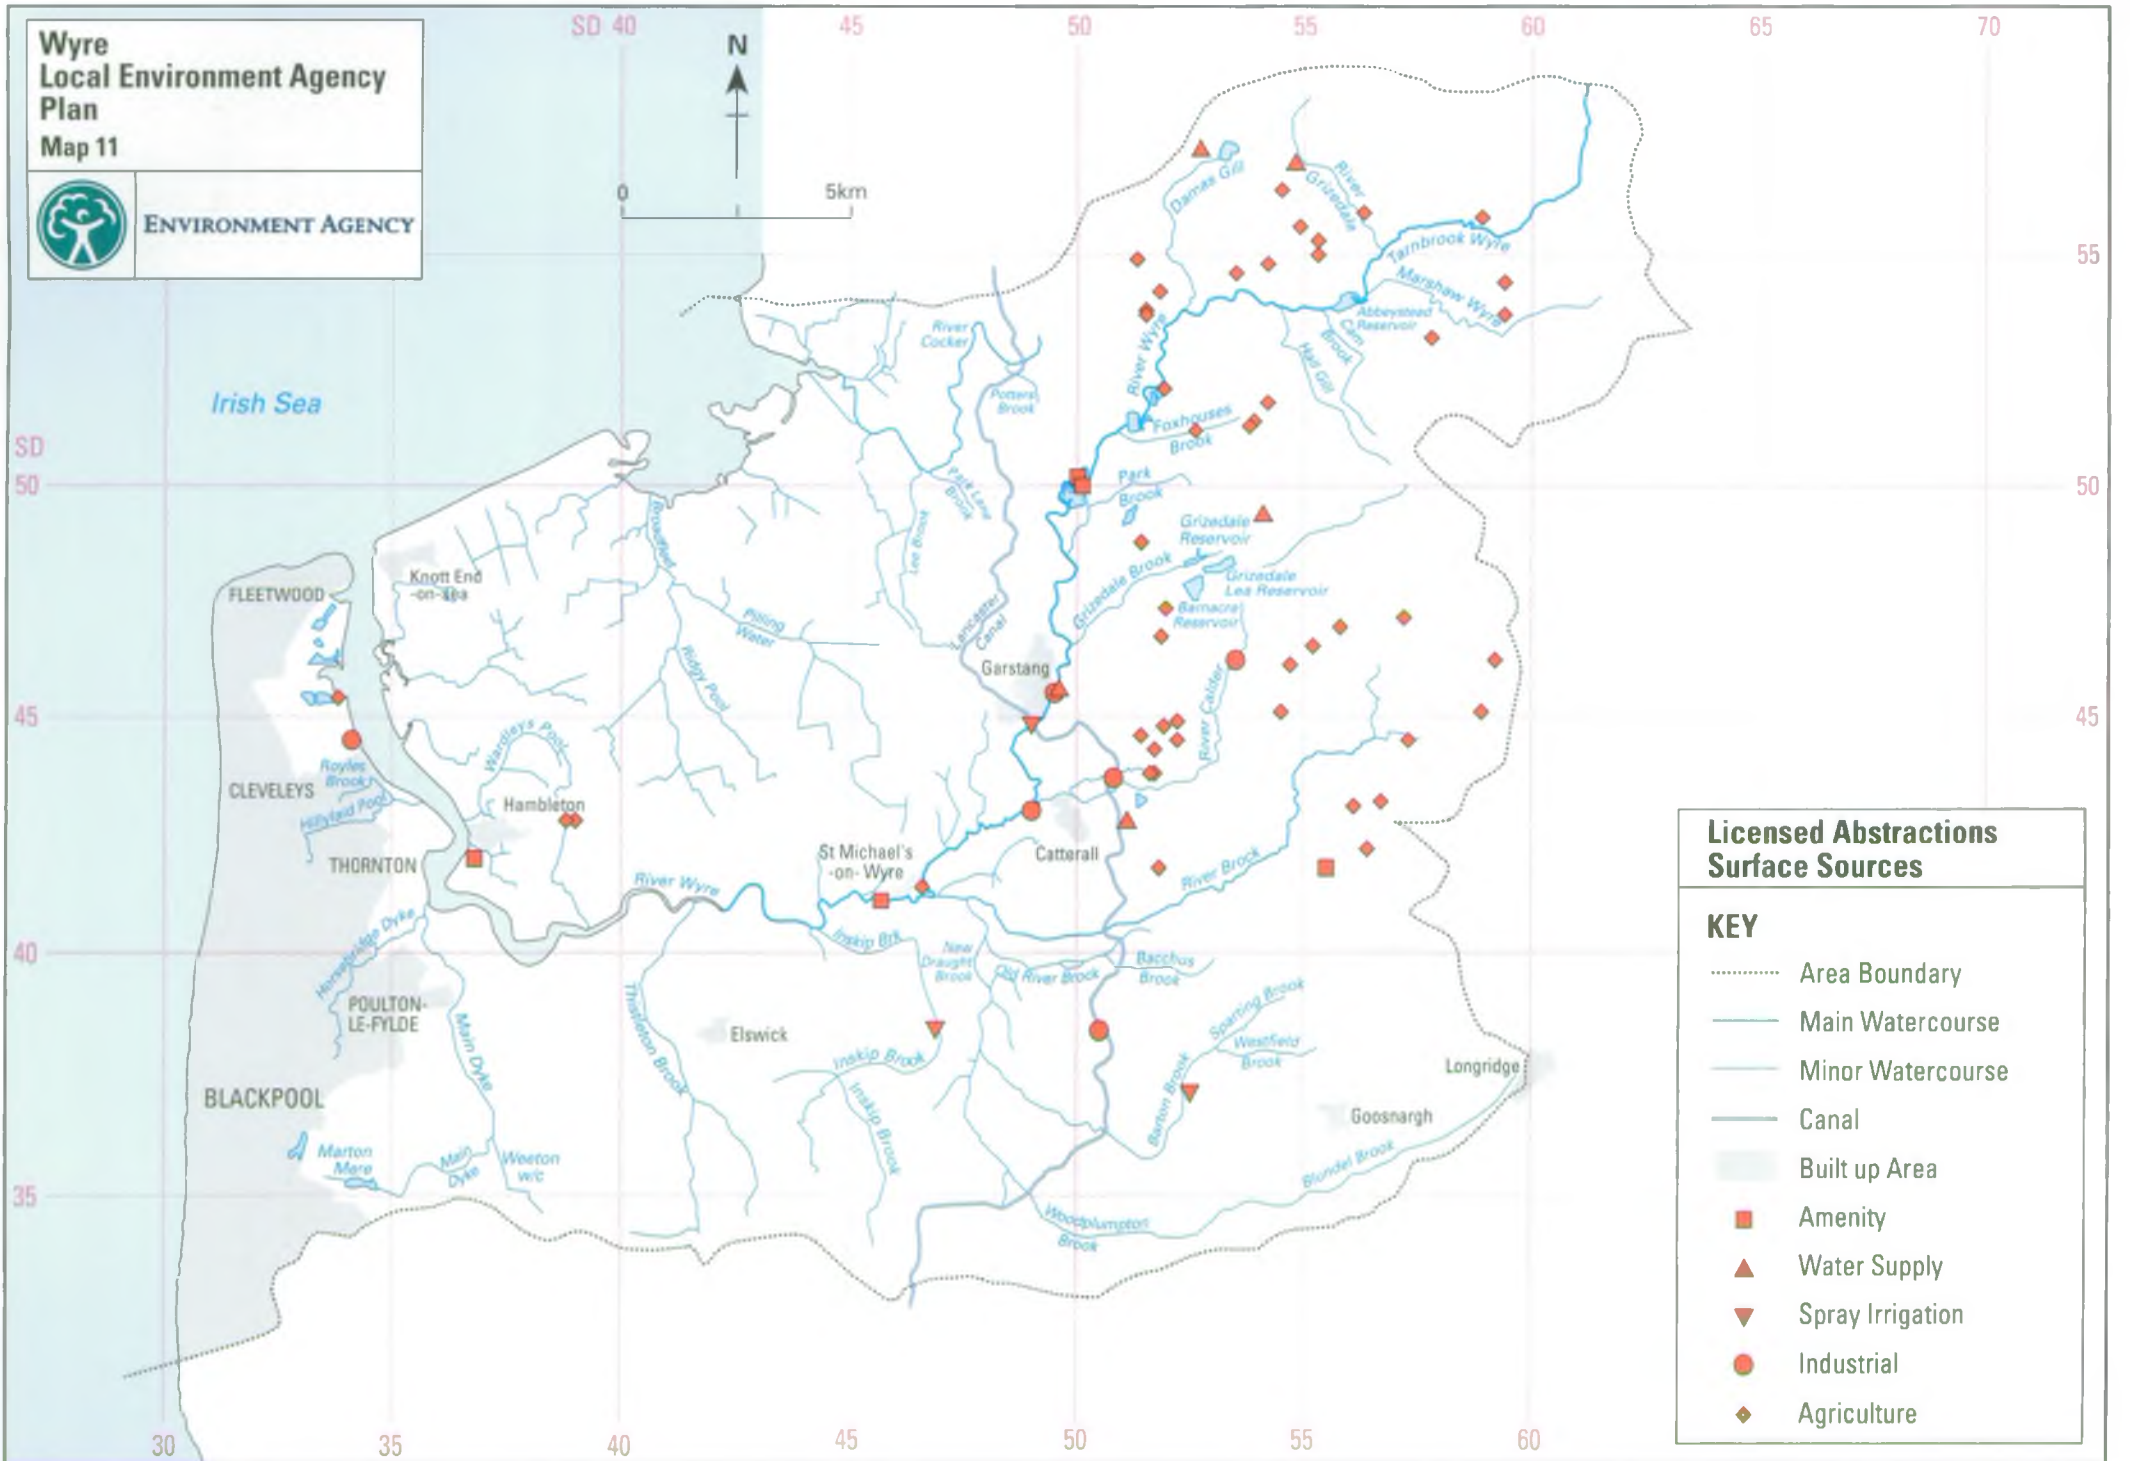 Wyre
Local Environment Agency
Plan
Map 11
ENVIRONMENT AGENCY
SD 40
45
50
55
60
65
70
N
0
5km
55
Irish Sea
SD
50
50
45
45
40
35
30
35
40
45
50
55
60
Damas Gill
River
Grizedale
Tarnbrook Wyre
Marshaw Wyre
Abbeystead
Reservoir
Cam
Brook
Hall Gill
River Wyre
River
Cocker
Potters
Brook
Foxhouses
Brook
Park
Brook
Park Lane
Brook
Lee Brook
Broadfleet
Grizedale
Reservoir
Grizedale Brook
Grizedale
Lea Reservoir
Barnacre
Reservoir
Knott End
-on-sea
FLEETWOOD
Pilling
Water
Ridgy Pool
Lancaster
Canal
Garstang
River Calder
Wardleys Pool
Royles
Brook
CLEVELEYS
Hillylaid Pool
Hambleton
THORNTON
St Michael's
-on- Wyre
Catterall
River Brock
River Wyre
Horsebridge Dyke
Inskip Brk
New
Draught
Brook
Old River Brock
Bacchus
Brook
POULTON-
LE-FYLDE
Main Dyke
Thistleton Brook
Elswick
Inskip Brook
Inskip Brook
Sparting Brook
Westfield
Brook
Barton Brook
Longridge
Goosnargh
BLACKPOOL
Marton
Mere
Main
Dyke
Weeton
w/c
Blundel Brook
Woodplumpton
Brook
Licensed Abstractions
Surface Sources
KEY
Area Boundary
Main Watercourse
Minor Watercourse
Canal
Built up Area
Amenity
Water Supply
Spray Irrigation
Industrial
Agriculture